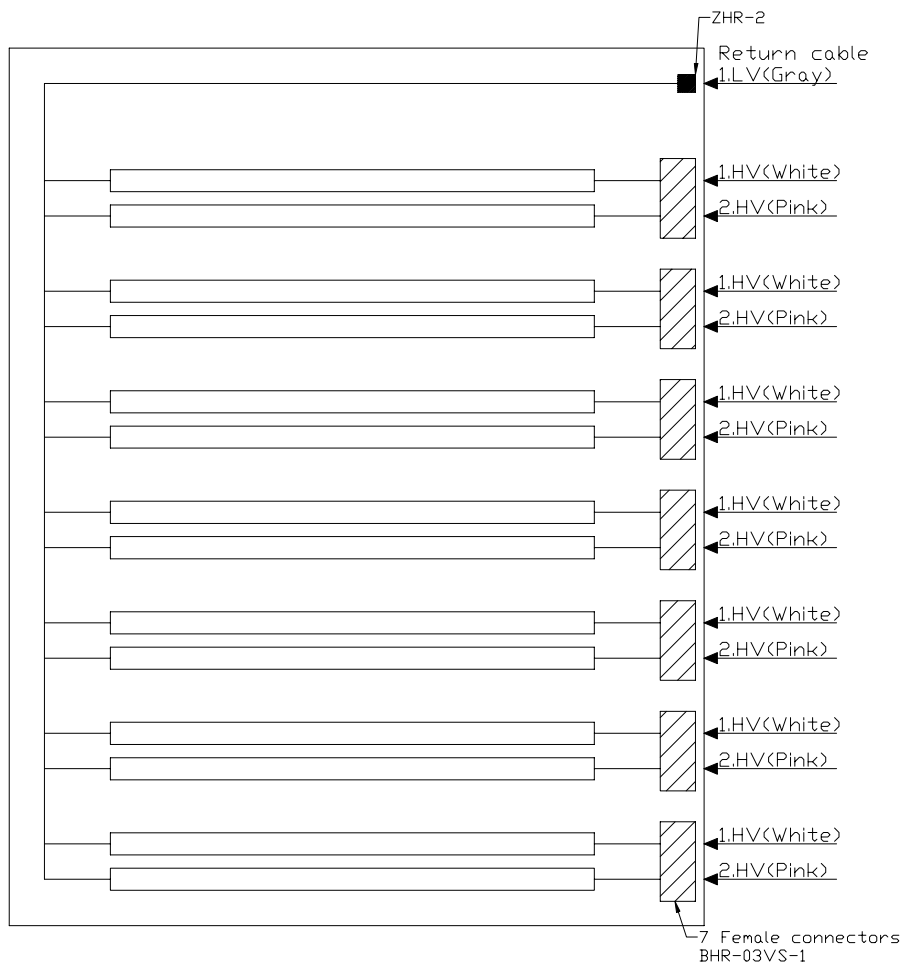 ZHR-2
Return cable
1.LV(Gray)
1.HV(White)
2.HV(Pink)
1.HV(White)
2.HV(Pink)
1.HV(White)
2.HV(Pink)
1.HV(White)
2.HV(Pink)
1.HV(White)
2.HV(Pink)
1.HV(White)
2.HV(Pink)
1.HV(White)
2.HV(Pink)
7 Female connectors
BHR-03VS-1